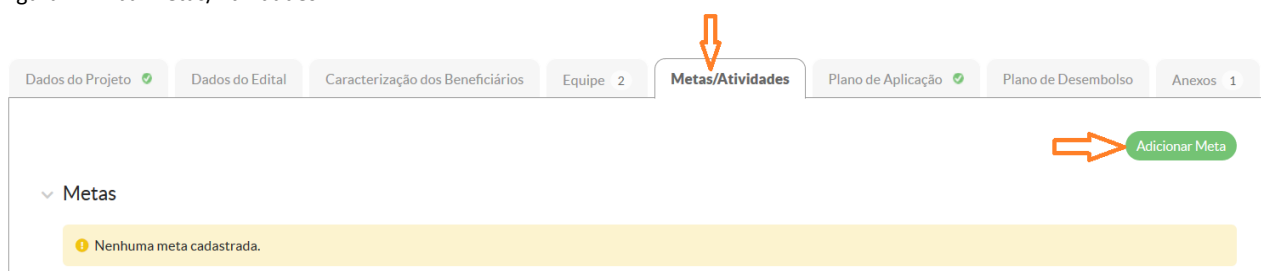 Dados do Projeto Dados do Edital Caracterização dos Beneficiários Equipe 2 Metas/Atividades Plano de Aplicação Plano de Desembolso Anexos 1
Adicionar Meta
Metas
Nenhuma meta cadastrada.